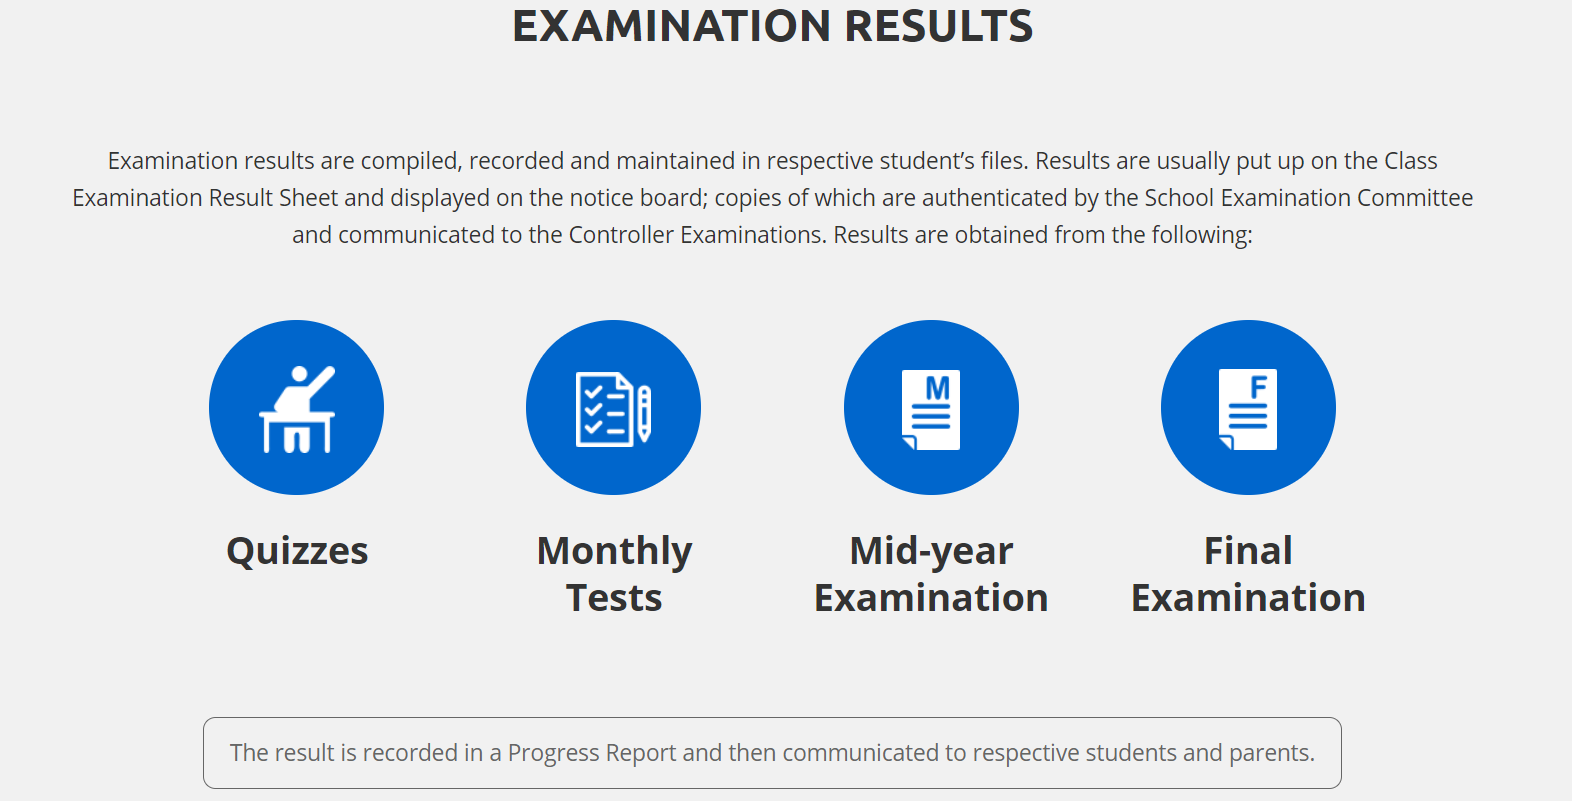 EXAMINATION RESULTS
Examination results are compiled, recorded and maintained in respective student’s files. Results are usually put up on the Class
Examination Result Sheet and displayed on the notice board; copies of which are authenticated by the School Examination Committee
and communicated to the Controller Examinations. Results are obtained from the following:
M
F
Quizzes
Monthly
Tests
Mid-year
Examination
Final
Examination
The result is recorded in a Progress Report and then communicated to respective students and parents.